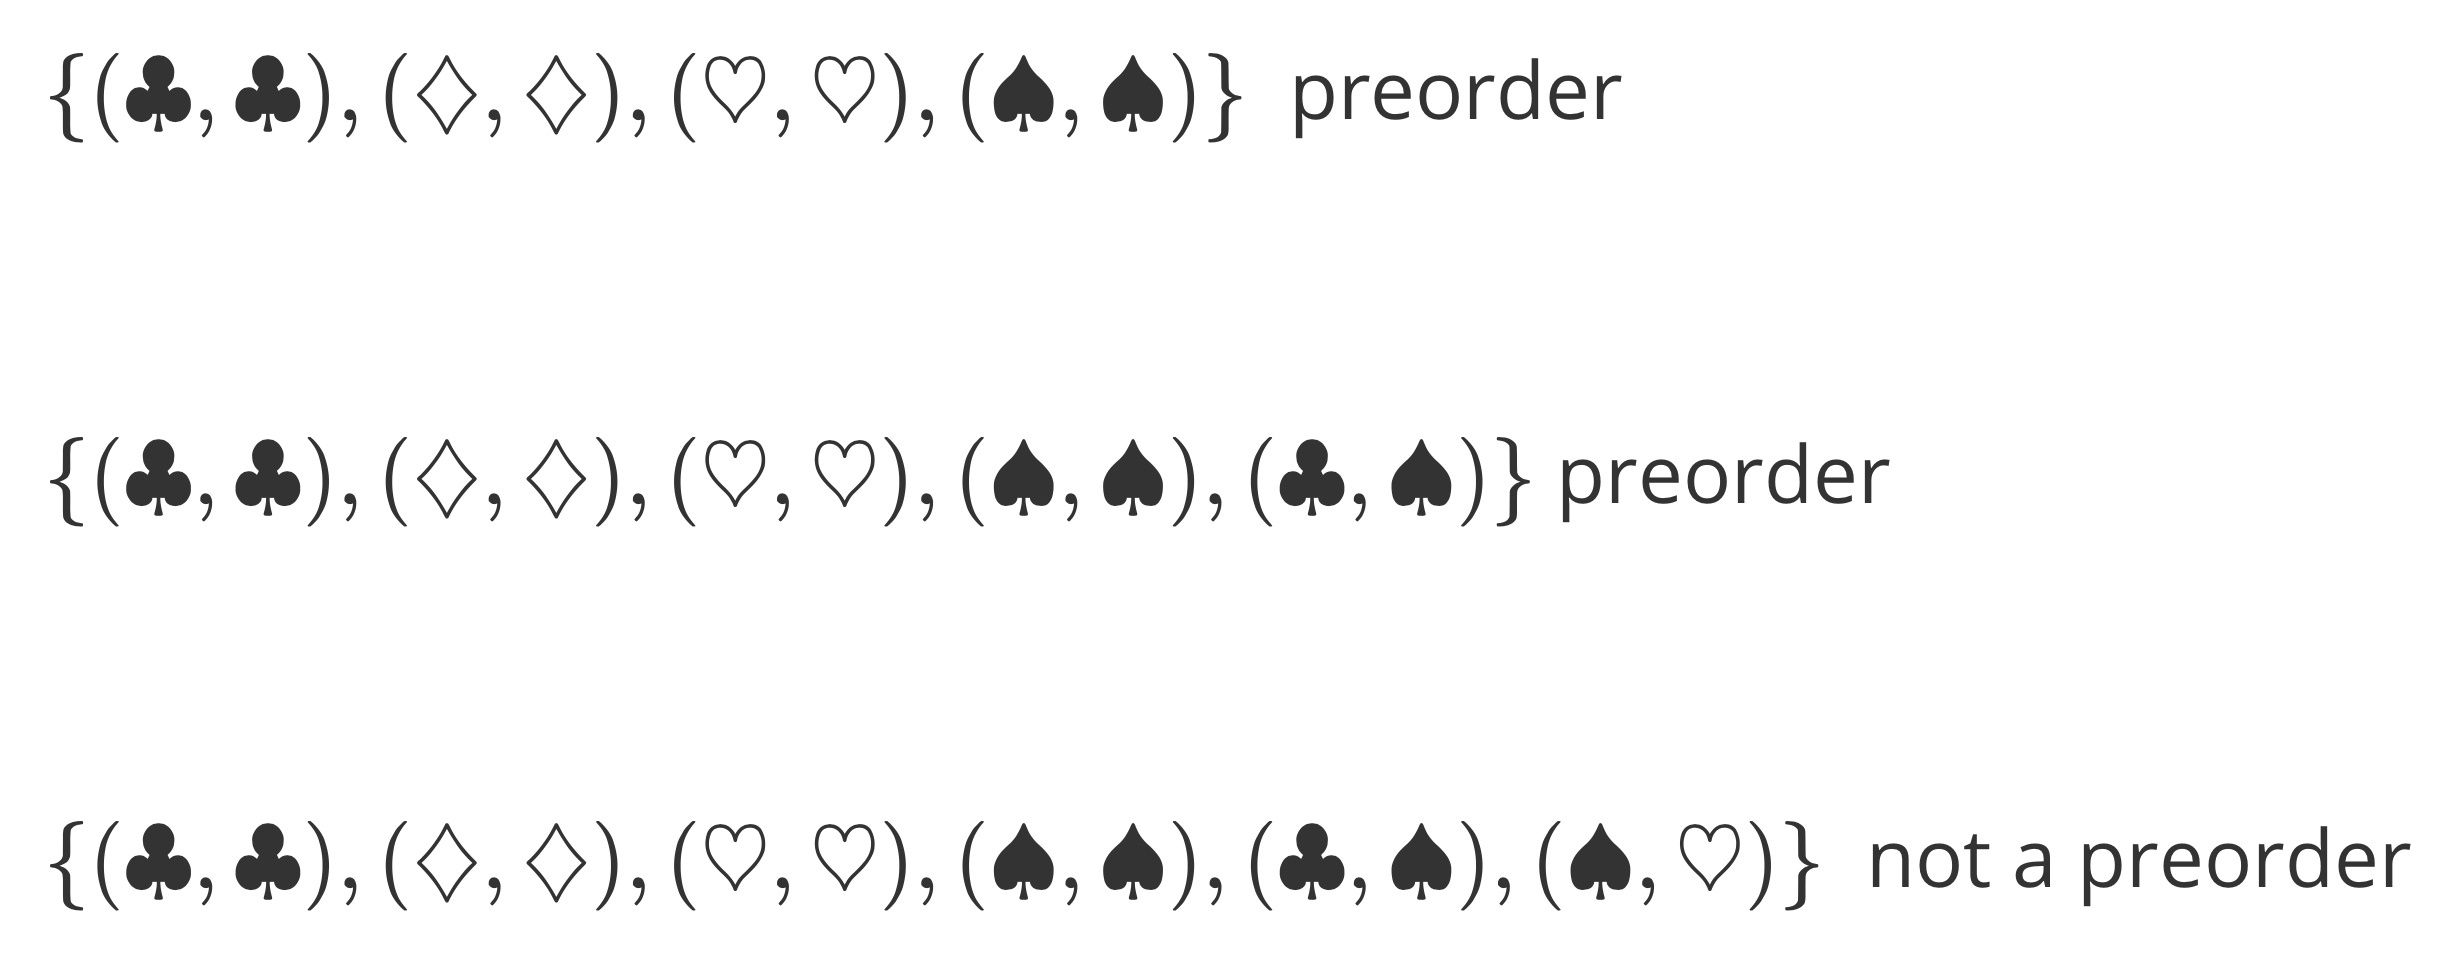 {(♣, ♣), (♢, ♢), (♡, ♡), (♠, ♠)} preorder
{(♣, ♣), (♢, ♢), (♡, ♡), (♠, ♠), (♣, ♠)} preorder
{(♣, ♣), (♢, ♢), (♡, ♡), (♠, ♠), (♣, ♠), (♠, ♡)} not a preorder